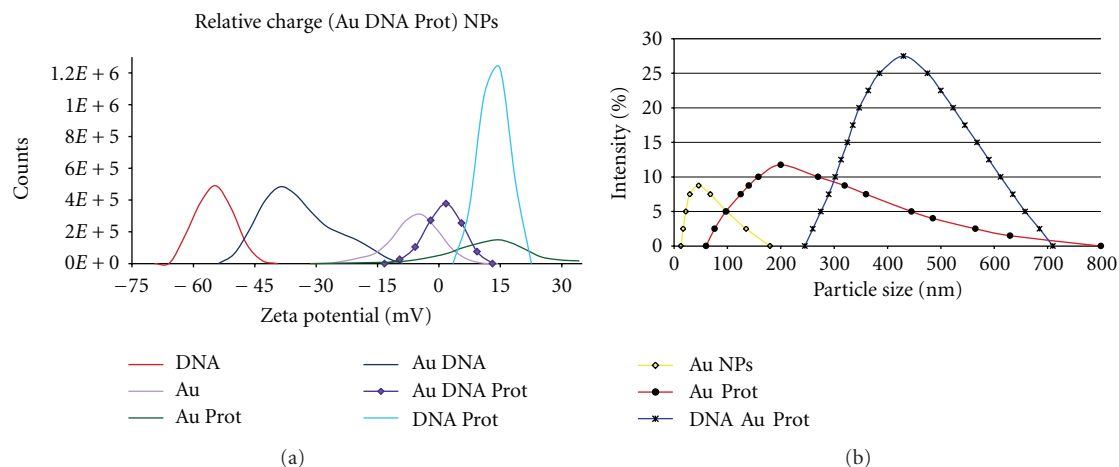 Relative charge (Au DNA Prot) NPs
Counts
1.2E + 6
1E + 6
8E + 5
6E + 5
4E + 5
2E + 5
0E + 0
−75 −60 −45 −30 −15 0 15 30
Zeta potential (mV)
DNA
Au
Au Prot
Au DNA
Au DNA Prot
DNA Prot
(a)
Intensity (%)
30
25
20
15
10
5
0
0 100 200 300 400 500 600 700 800
Particle size (nm)
Au NPs
Au Prot
DNA Au Prot
(b)